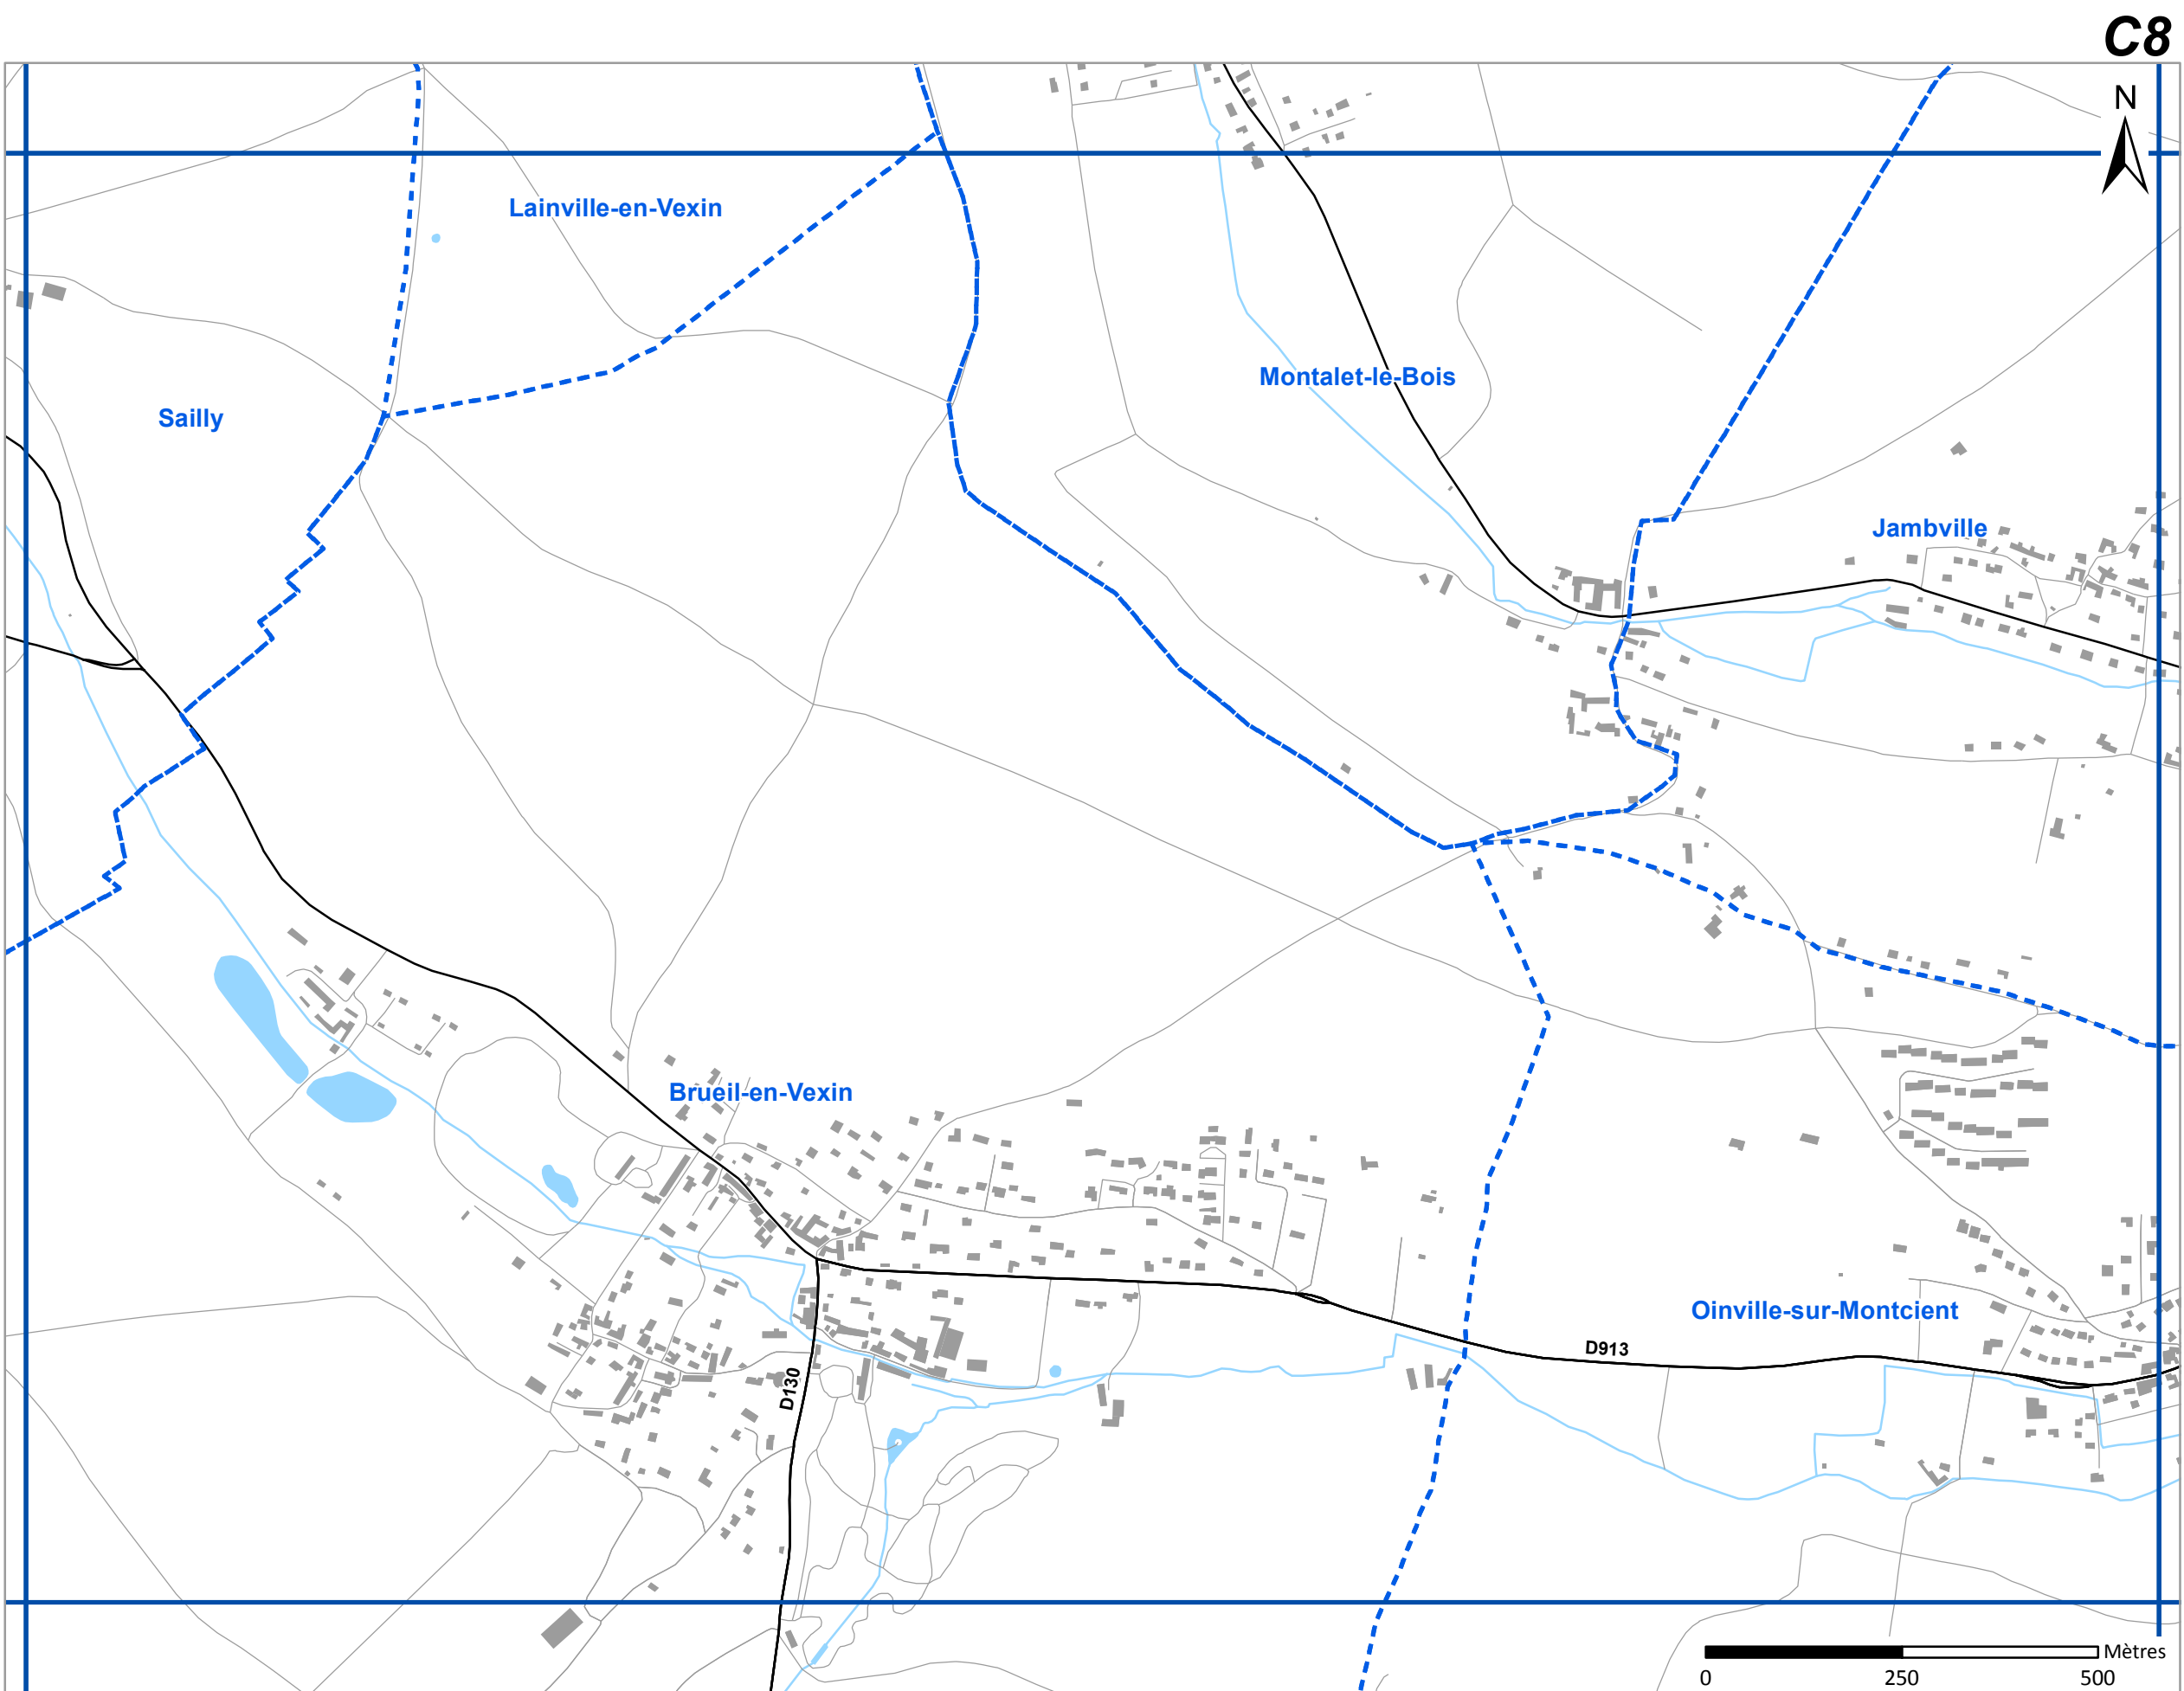 C8
N
Lainville-en-Vexin
Montalet-le-Bois
Sailly
Jambville
Brueil-en-Vexin
Oinville-sur-Montcient
D913
D130
Mètres
0 250 500